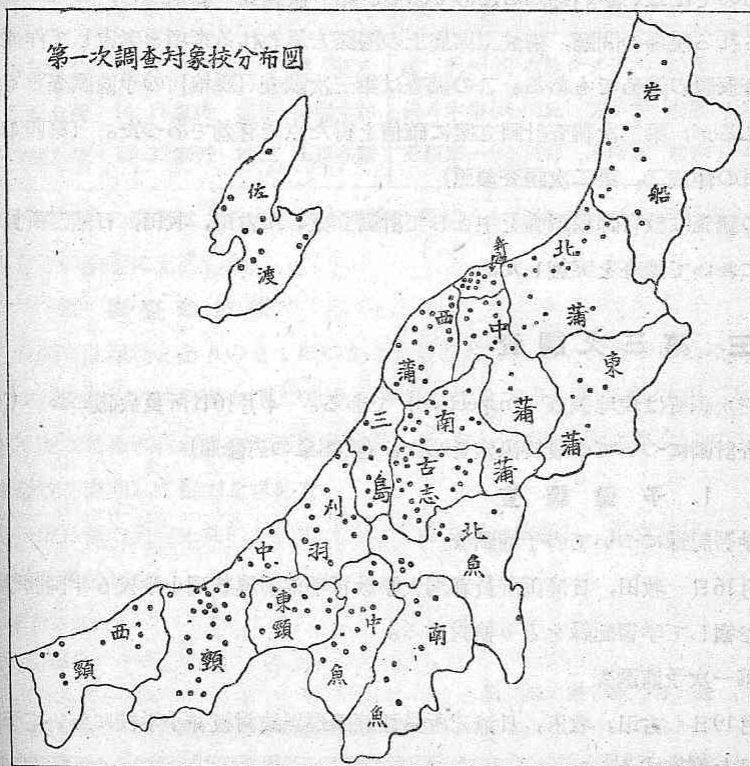 第一次調査対象校分布図
佐渡
岩船
新潟
北蒲
西蒲
中蒲
東蒲
三島
南蒲
古志
刈羽
北魚
中頸
東頸
中魚
南魚
西頸